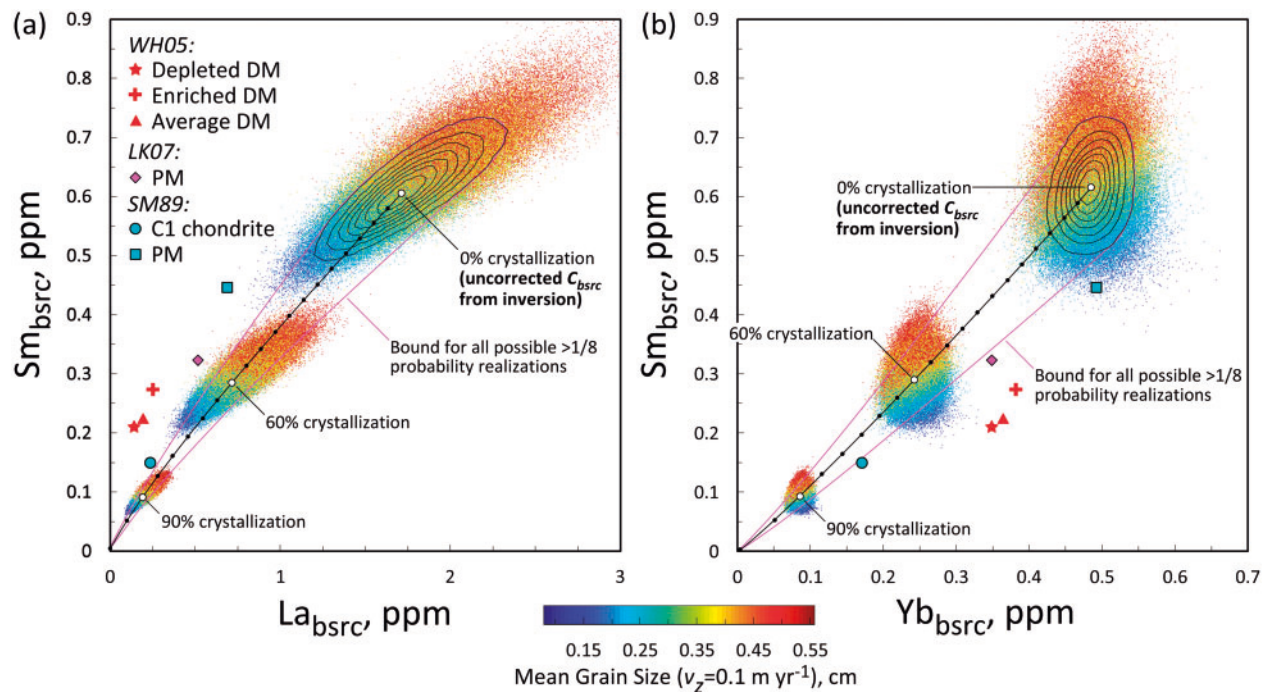 (a)
WH05:
Depleted DM
Enriched DM
Average DM
LK07:
PM
SM89:
C1 chondrite
PM
0% crystallization
(uncorrected C_bsrc
from inversion)
Bound for all possible >1/8
probability realizations
60% crystallization
90% crystallization
Sm_bsrc, ppm
0.9
0.8
0.7
0.6
0.5
0.4
0.3
0.2
0.1
0
0 1 2 3
La_bsrc, ppm
(b)
0% crystallization
(uncorrected C_bsrc
from inversion)
60% crystallization
Bound for all possible >1/8
probability realizations
90% crystallization
Sm_bsrc, ppm
0.9
0.8
0.7
0.6
0.5
0.4
0.3
0.2
0.1
0
0 0.1 0.2 0.3 0.4 0.5 0.6 0.7
Yb_bsrc, ppm
0.15 0.25 0.35 0.45 0.55
Mean Grain Size (v_z=0.1 m yr⁻¹), cm